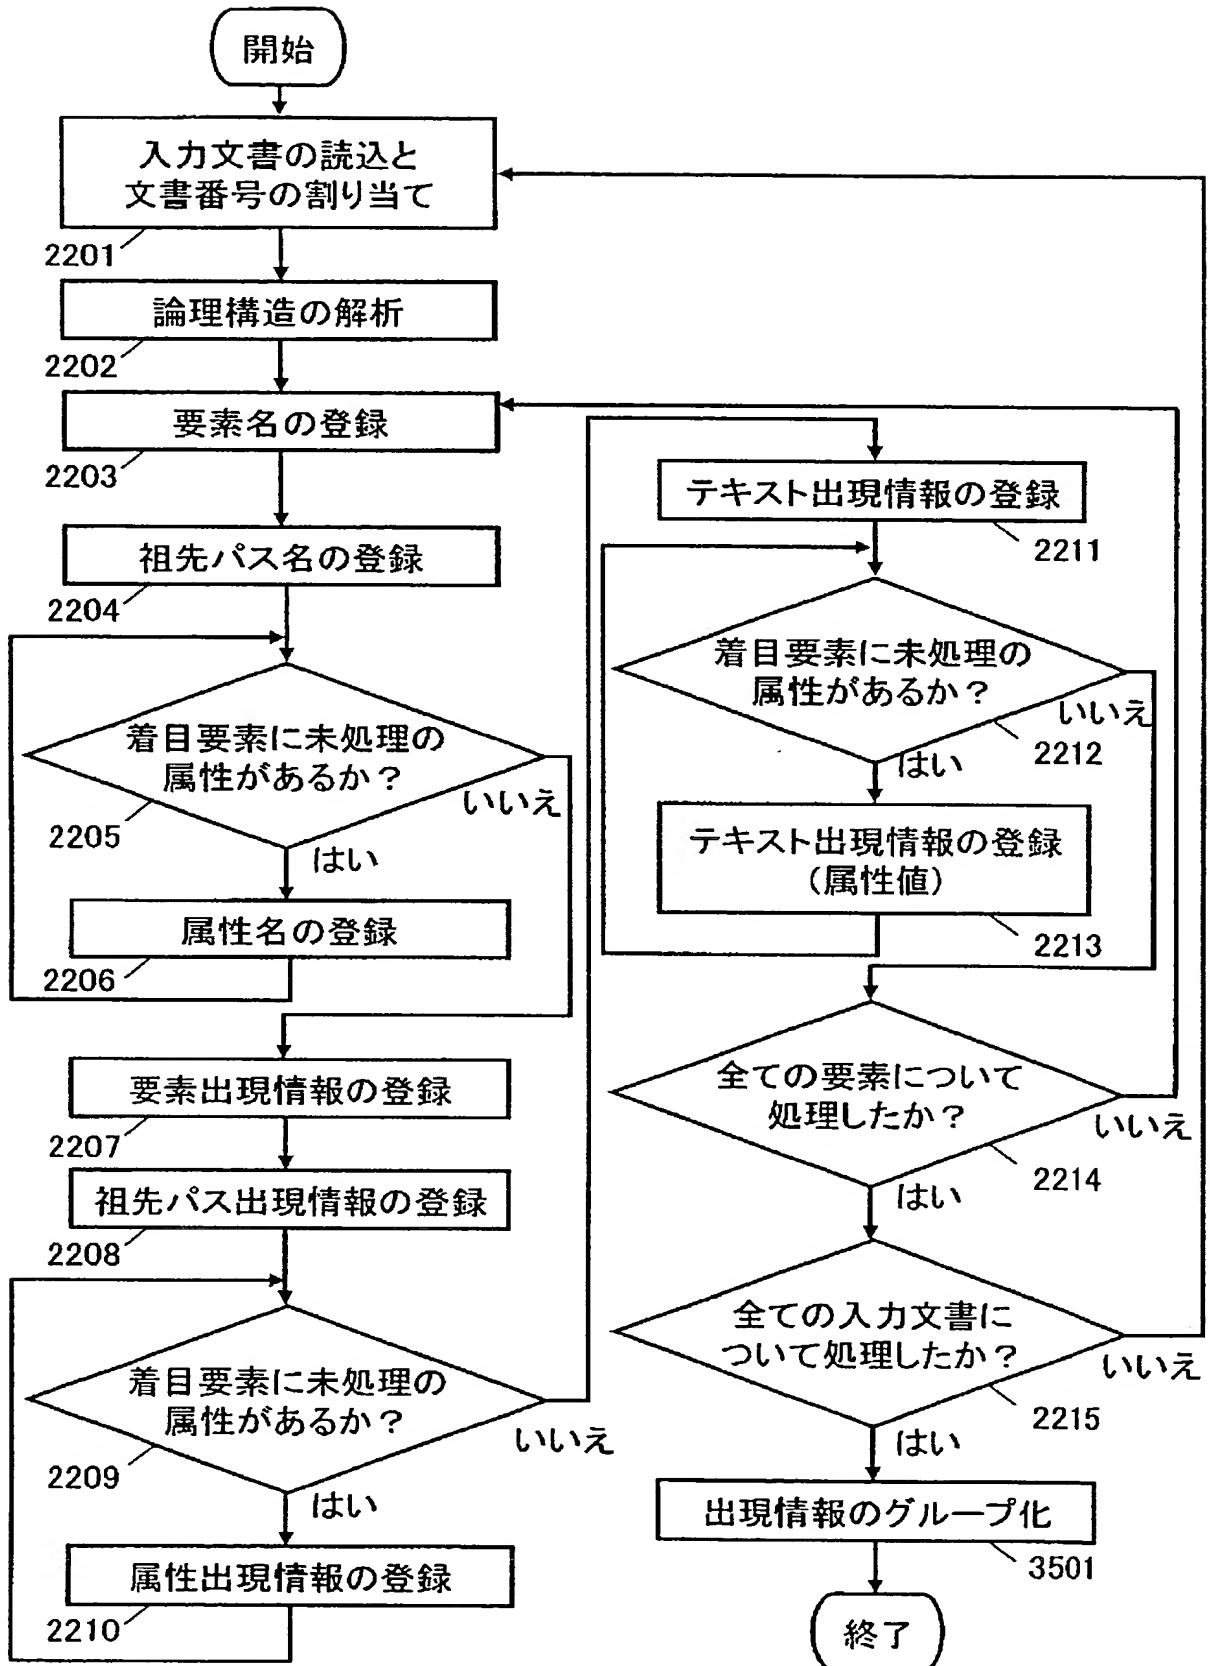 開始
入力文書の読込と
文書番号の割り当て
2201
論理構造の解析
2202
要素名の登録
2203
祖先パス名の登録
2204
着目要素に未処理の
属性があるか？
いいえ
2205
はい
属性名の登録
2206
要素出現情報の登録
2207
祖先パス出現情報の登録
2208
着目要素に未処理の
属性があるか？
いいえ
2209
はい
属性出現情報の登録
2210
テキスト出現情報の登録
2211
着目要素に未処理の
属性があるか？
いいえ
2212
はい
テキスト出現情報の登録
（属性値）
2213
全ての要素について
処理したか？
いいえ
2214
はい
全ての入力文書に
ついて処理したか？
いいえ
2215
はい
出現情報のグループ化
3501
終了